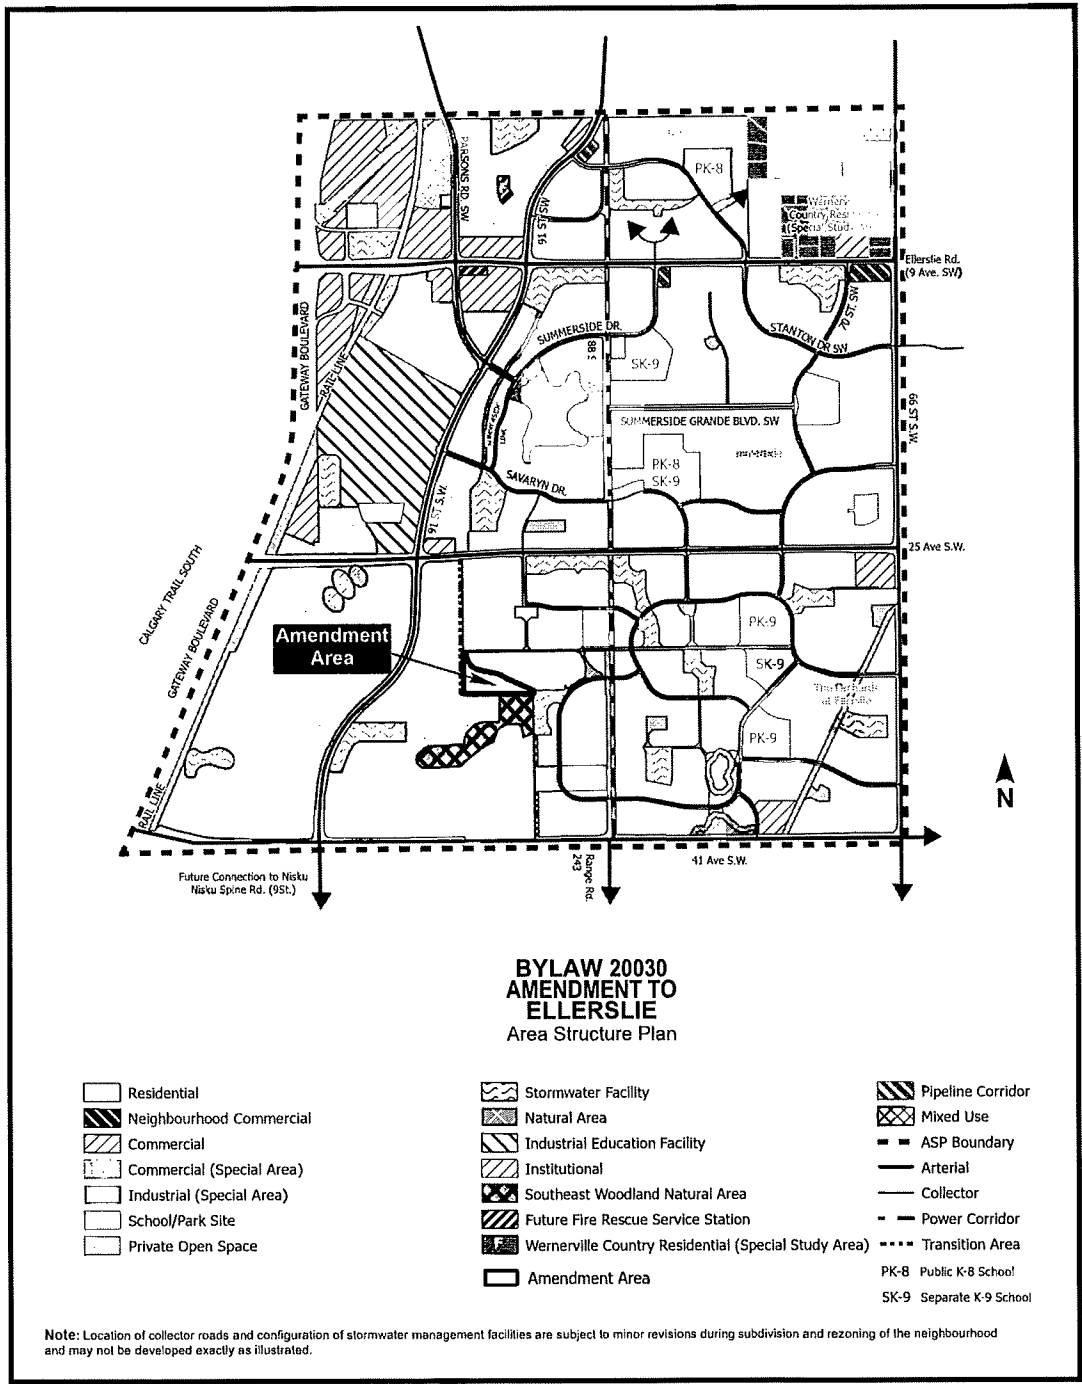 PARSONS RD. SW
91 ST SW
PK-8
Wernerv
Country Resi
(Special Stud
Ellerslie Rd.
(9 Ave. SW)
GATEWAY BOULEVARD
RAIL LINE
SUMMERSIDE DR.
88 S
SK-9
STANTON DR SW
70 ST. SW
66 ST S.W.
SUMMERSIDE GRANDE BLVD. SW
PK-8
SK-9
SAVARYN DR.
91 ST S.W.
25 Ave S.W.
CALGARY TRAIL SOUTH
GATEWAY BOULEVARD
Amendment
Area
PK-9
SK-9
The Orchards
at Ellerslie
PK-9
RAIL LINE
N
41 Ave S.W.
Range Rd.
243
Future Connection to Nisku
Nisku Spine Rd. (9St.)
BYLAW 20030
AMENDMENT TO
ELLERSLIE
Area Structure Plan
Residential
Neighbourhood Commercial
Commercial
Commercial (Special Area)
Industrial (Special Area)
School/Park Site
Private Open Space
Stormwater Facility
Natural Area
Industrial Education Facility
Institutional
Southeast Woodland Natural Area
Future Fire Rescue Service Station
F Wernerville Country Residential (Special Study Area)
Amendment Area
Pipeline Corridor
Mixed Use
ASP Boundary
Arterial
Collector
Power Corridor
Transition Area
PK-8 Public K-8 School
SK-9 Separate K-9 School
Note: Location of collector roads and configuration of stormwater management facilities are subject to minor revisions during subdivision and rezoning of the neighbourhood
and may not be developed exactly as illustrated.